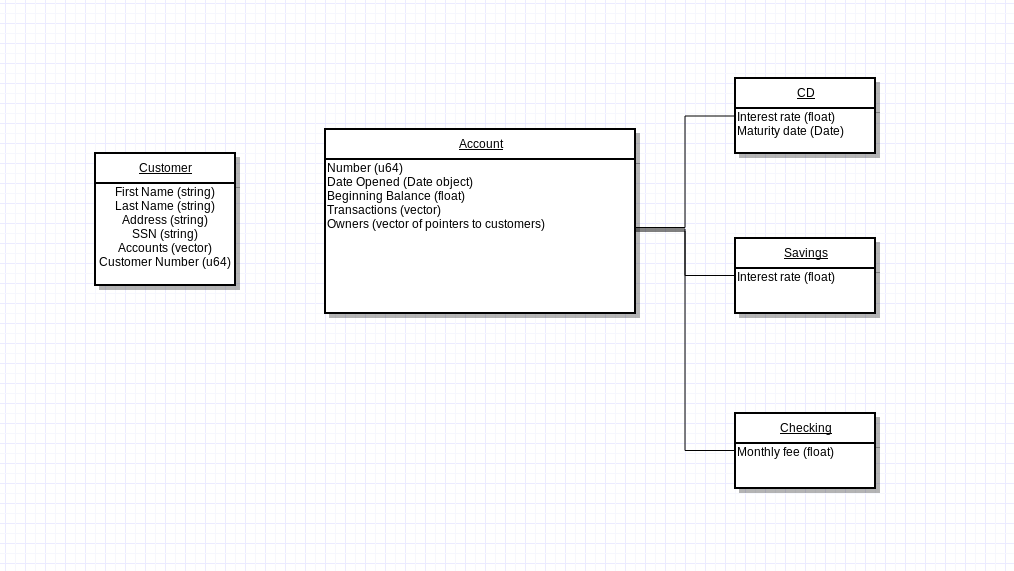 Customer
First Name (string)
Last Name (string)
Address (string)
SSN (string)
Accounts (vector)
Customer Number (u64)
Account
Number (u64)
Date Opened (Date object)
Beginning Balance (float)
Transactions (vector)
Owners (vector of pointers to customers)
CD
Interest rate (float)
Maturity date (Date)
Savings
Interest rate (float)
Checking
Monthly fee (float)